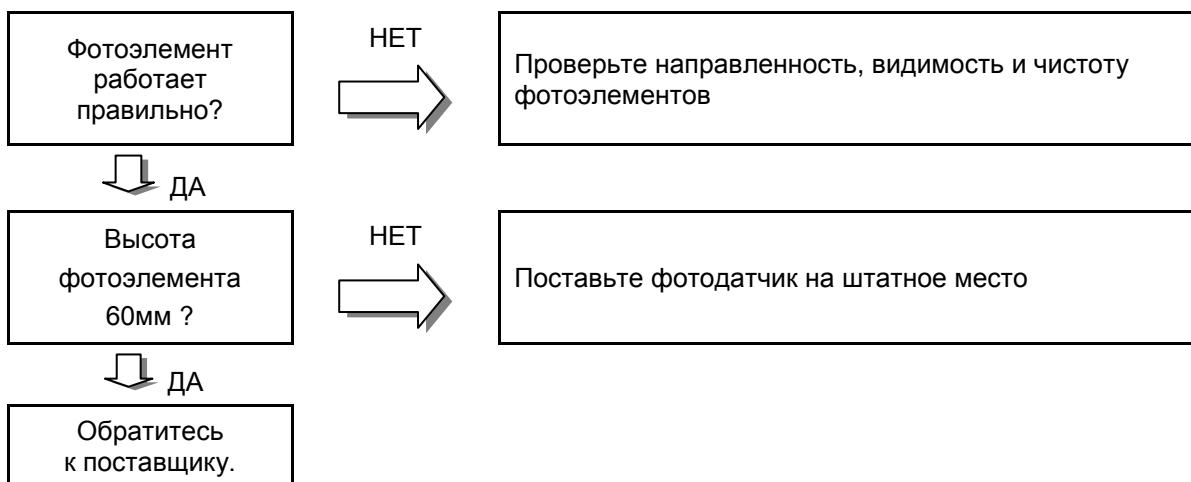 Фотоэлемент
работает
правильно?
НЕТ
Проверьте направленность, видимость и чистоту
фотоэлементов
ДА
Высота
фотоэлемента
60мм ?
НЕТ
Поставьте фотодатчик на штатное место
ДА
Обратитесь
к поставщику.